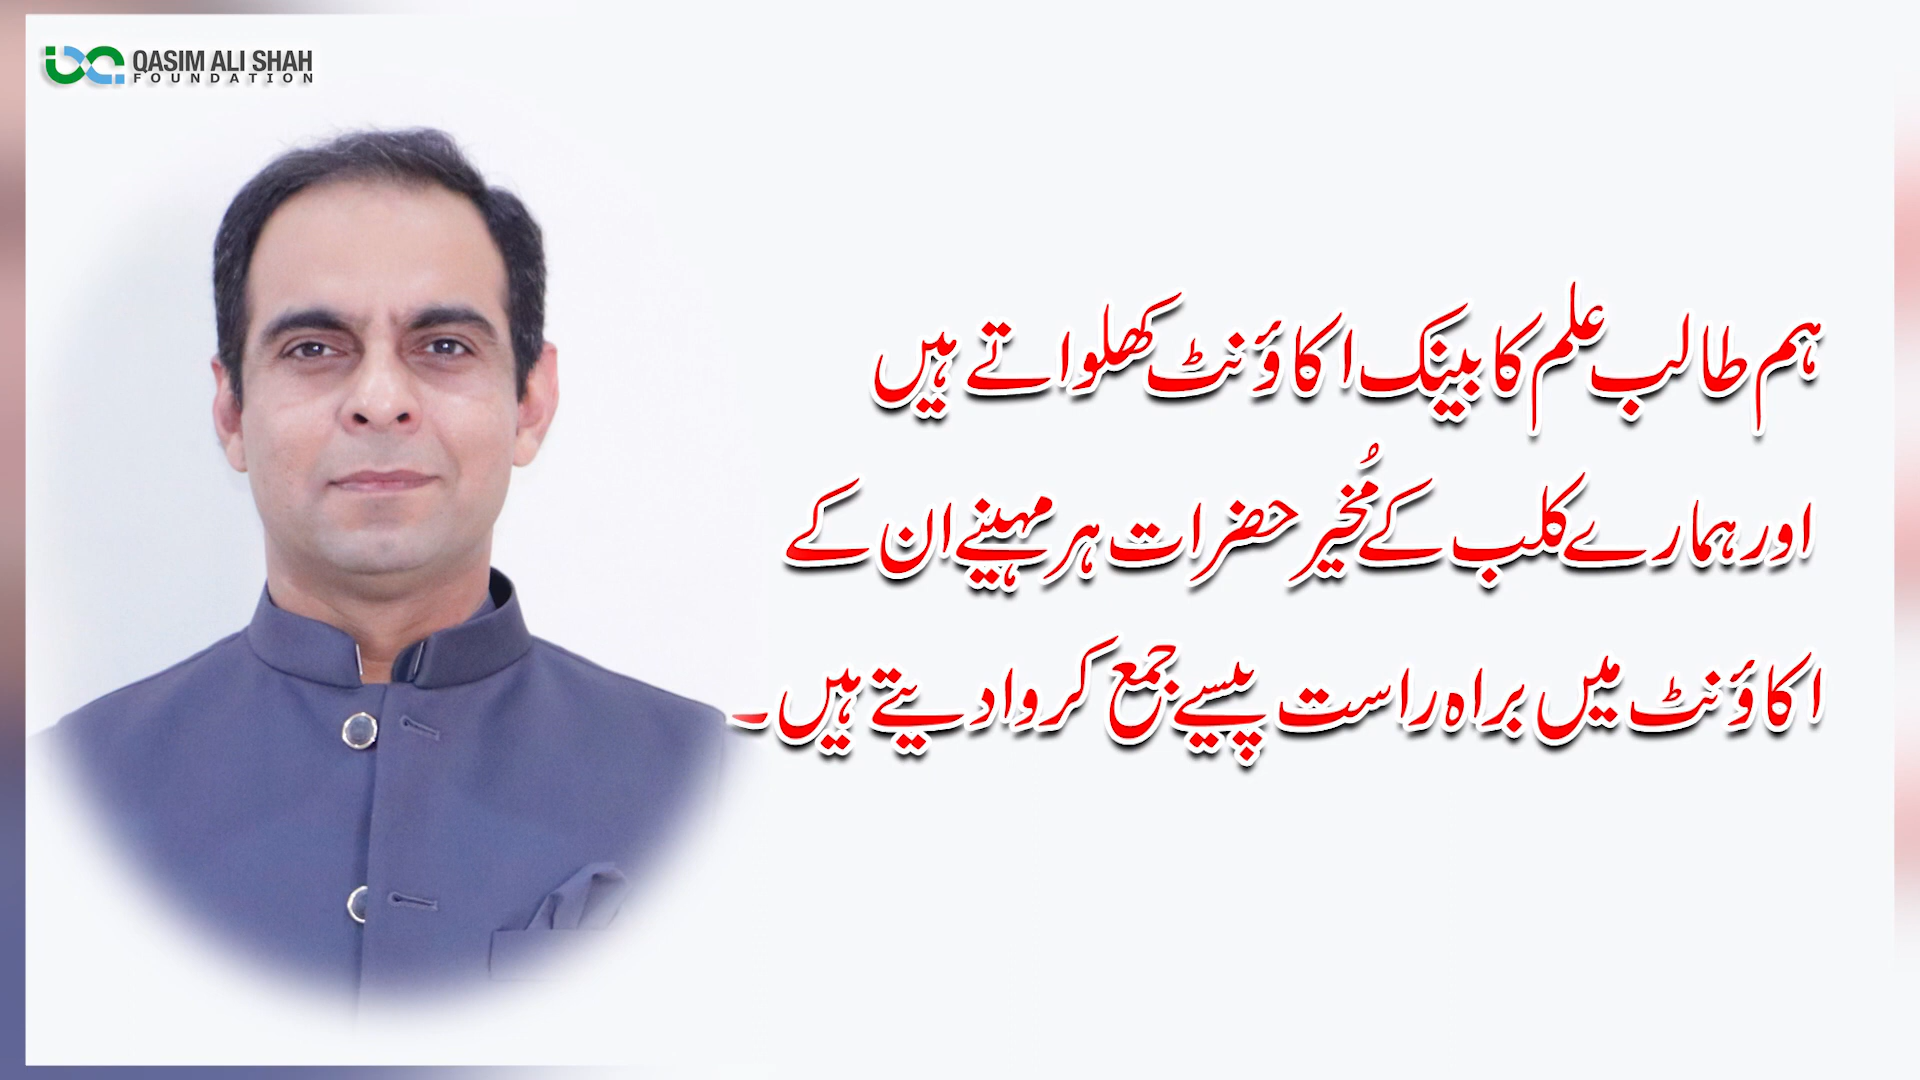 QASIM ALI SHAH
FOUNDATION
ہم طالب علم کا بینک اکاؤنٹ کھلواتے ہیں
اور ہمارے کلب کے مُخیر حضرات ہر مہینے ان کے
اکاؤنٹ میں براہ راست پیسے جمع کروا دیتے ہیں۔